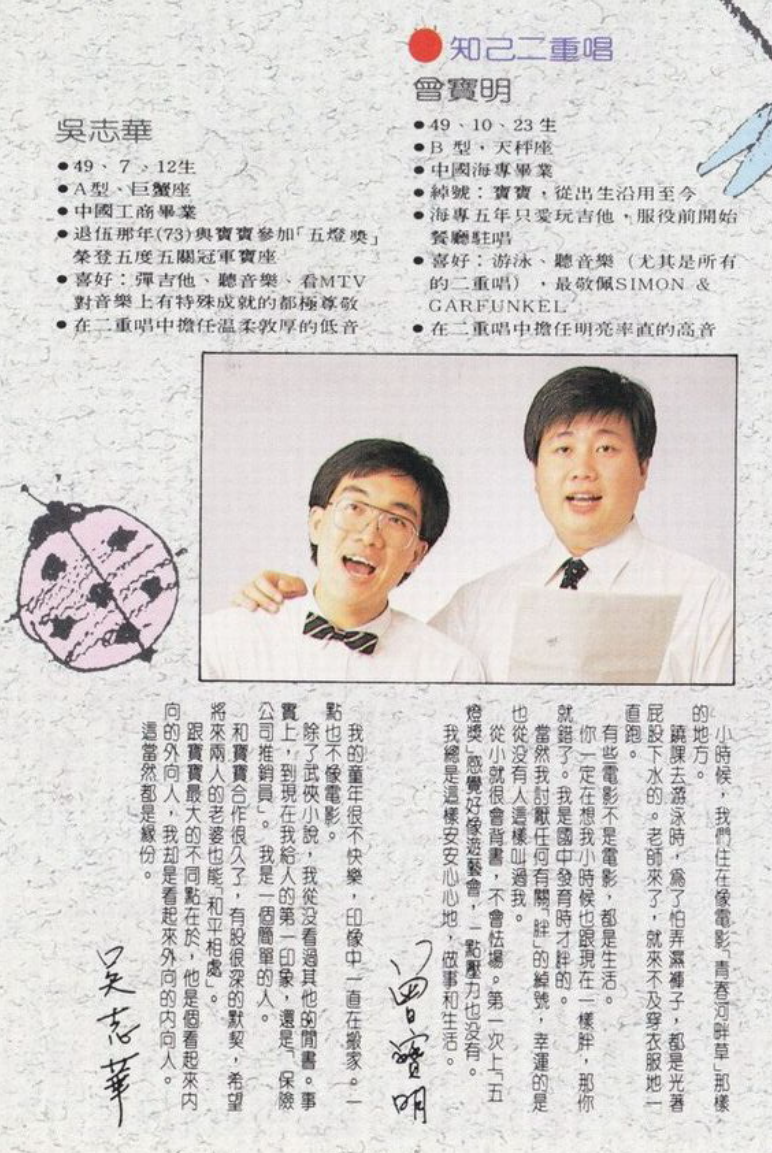 知己二重唱
曾寶明
●49、10、23生
●B 型，天秤座
●中國海專畢業
●綽號：寶寶，從出生沿用至今
●海專五年只愛玩吉他，服役前開始
餐廳駐唱
●喜好：游泳、聽音樂（尤其是所有
的二重唱），最敬佩SIMON &
GARFUNKEL
●在二重唱中擔任明亮率直的高音
吳志華
●49、7、12生
●A型、巨蟹座
●中國工商畢業
●退伍那年(73)與寶寶參加「五燈獎」
榮登五度五關冠軍寶座
●喜好：彈吉他、聽音樂、看MTV
對音樂上有特殊成就的都極尊敬
●在二重唱中擔任溫柔敦厚的低音
小時候，我們住在像電影「青春河畔草」那樣
的地方。
蹺課去游泳時，為了怕弄濕褲子，都是光著
屁股下水的。老師來了，就來不及穿衣服地一
直跑。
有些電影不是電影，都是生活。
你一定在想我小時候也跟現在一樣胖，那你
就錯了。我是國中發育時才胖的。
當然我討厭任何有關「胖」的綽號，幸運的是
也從沒有人這樣叫過我。
從小就很會背書，不會怯場。第一次上「五
燈獎」感覺好像遊藝會，一點壓力也沒有。
我總是這樣安安心心地，做事和生活。
曾寶明
我的童年很不快樂，印像中一直在搬家。一
點也不像電影。
除了武俠小說，我從沒看過其他的閒書。事
實上，到現在我給人的第一印象，還是「保險
公司推銷員」。我是一個簡單的人。
和寶寶合作很久了，有股很深的默契，希望
將來兩人的老婆也能「和平相處」。
跟寶寶最大的不同點在於，他是個看起來內
向的外向人，我却是看起來外向的內向人。
這當然都是緣份。
吳志華